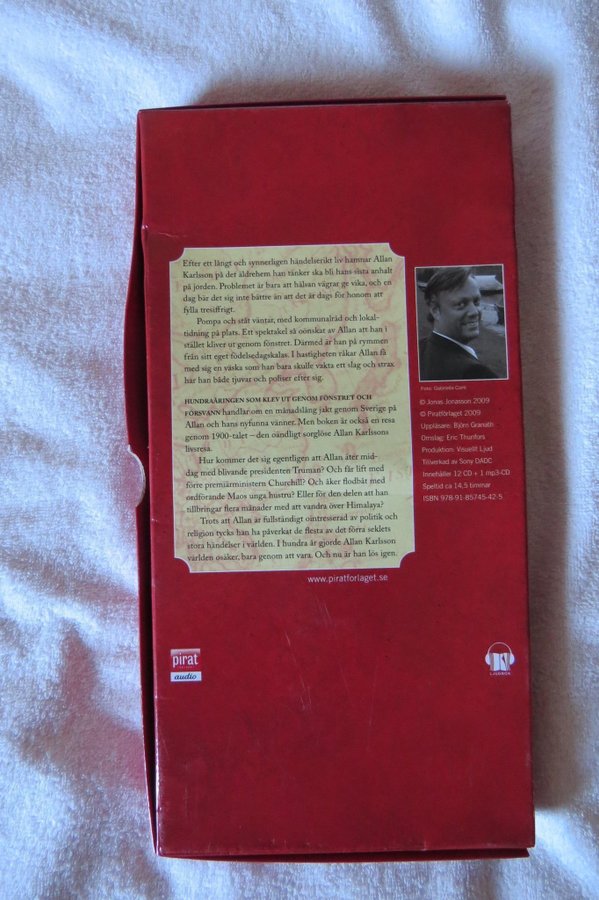 Efter ett långt och synnerligen händelserikt liv hamnar Allan
Karlsson på det äldrehem han tänker ska bli hans sista anhalt
på jorden. Problemet är bara att hälsan vägrar ge vika, och en
dag bär det sig inte bättre än att det är dags för honom att
fylla tresiffrigt.
Pompa och ståt väntar, med kommunalråd och lokal-
tidning på plats. Ett spektakel så oönskat av Allan att han i
stället kliver ut genom fönstret. Därmed är han på rymmen
från sitt eget födelsedagskalas. I hastigheten råkar Allan få
med sig en väska som han bara skulle vakta ett slag och strax
har han både tjuvar och poliser efter sig.
HUNDRAÅRINGEN SOM KLEV UT GENOM FÖNSTRET OCH
FÖRSVANN handlar om en månadslång jakt genom Sverige på
Allan och hans nyfunna vänner. Men boken är också en resa
genom 1900-talet – den oändligt sorglöse Allan Karlssons
livsresa.
Hur kommer det sig egentligen att Allan äter mid-
dag med blivande presidenten Truman? Och får lift med
förre premiärministern Churchill? Och åker flodbåt med
ordförande Maos unga hustru? Eller för den delen att han
tillbringar flera månader med att vandra över Himalaya?
Trots att Allan är fullständigt ointresserad av politik och
religion tycks han ha påverkat de flesta av det förra seklets
stora händelser i världen. I hundra år gjorde Allan Karlsson
världen osäker, bara genom att vara. Och nu är han lös igen.
www.piratforlaget.se
Foto: Gabriella Corti
© Jonas Jonasson 2009
© Piratförlaget 2009
Uppläsare: Björn Granath
Omslag: Eric Thunfors
Produktion: Visuellt Ljud
Tillverkad av Sony DADC
Innehåller 12 CD + 1 mp3-CD
Speltid ca 14,5 timmar
ISBN 978-91-85745-42-5
pirat
audio
LJUDBOK